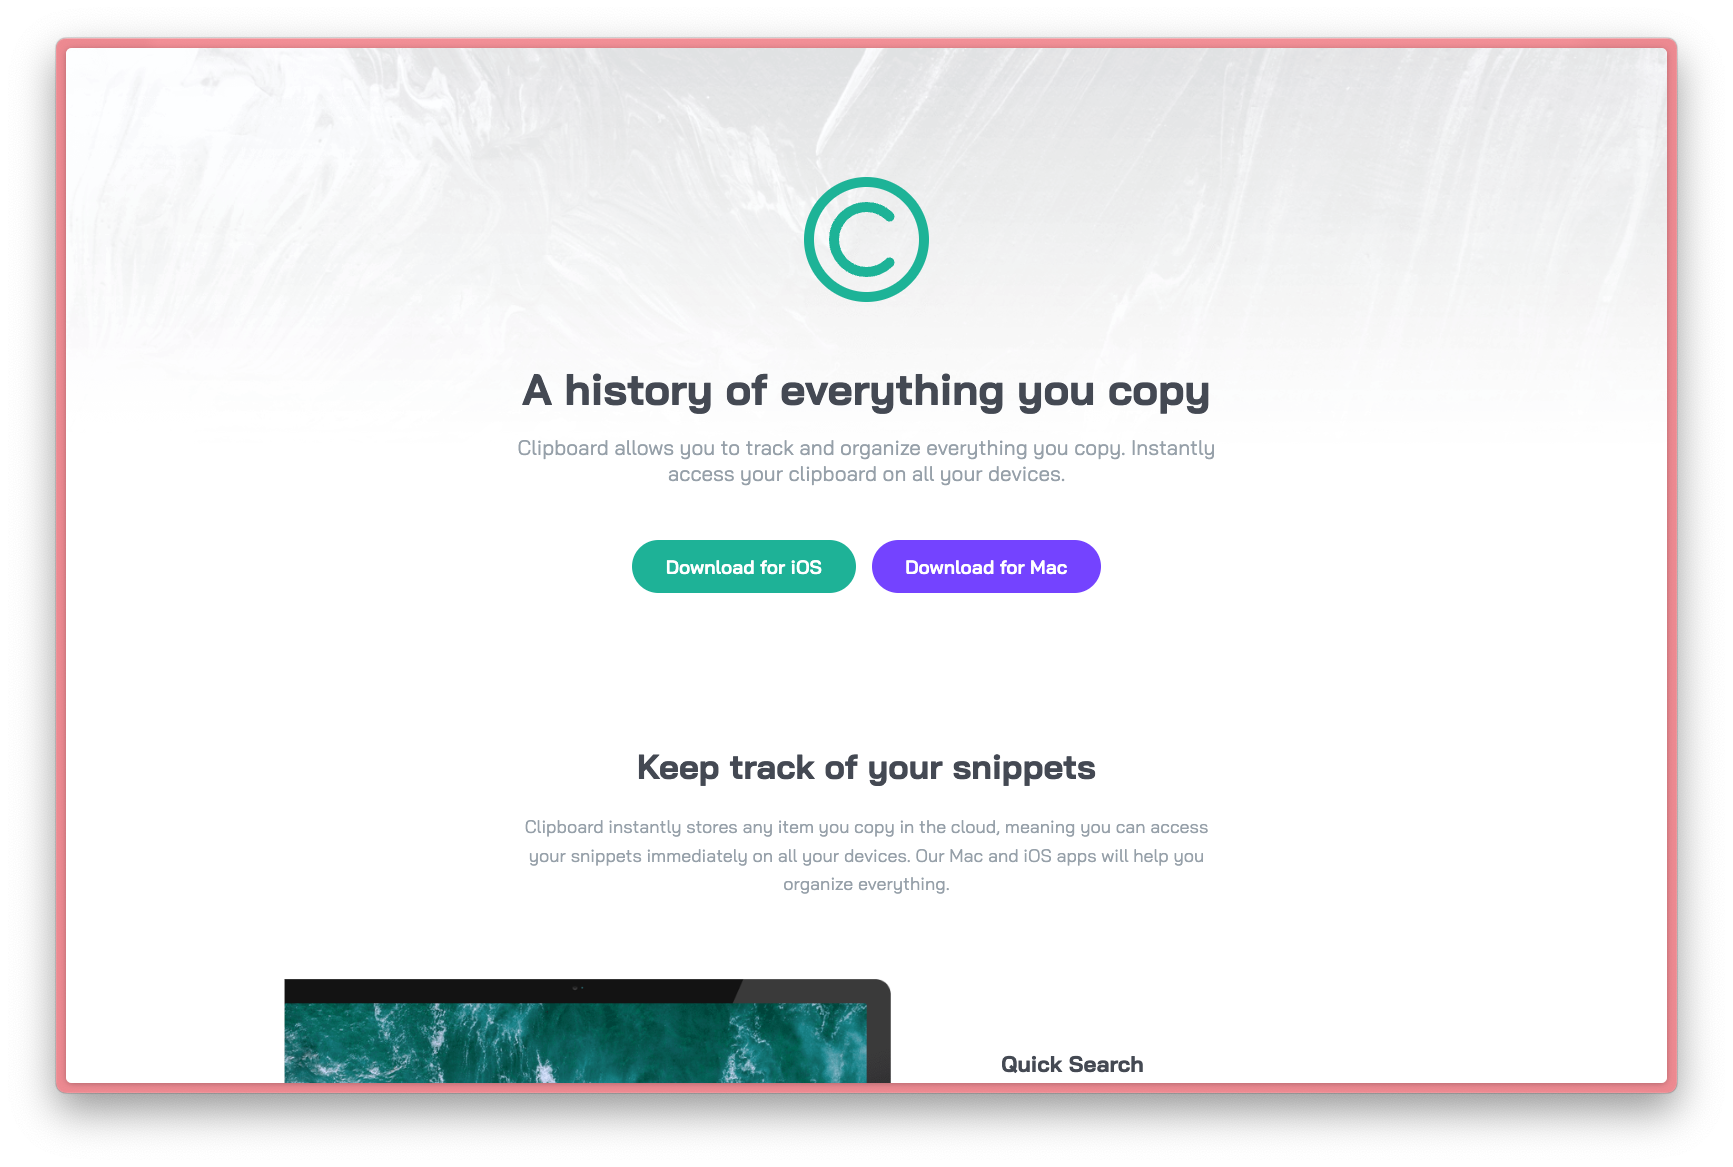 A history of everything you copy
Clipboard allows you to track and organize everything you copy. Instantly
access your clipboard on all your devices.
Download for iOS
Download for Mac
Keep track of your snippets
Clipboard instantly stores any item you copy in the cloud, meaning you can access
your snippets immediately on all your devices. Our Mac and iOS apps will help you
organize everything.
Quick Search